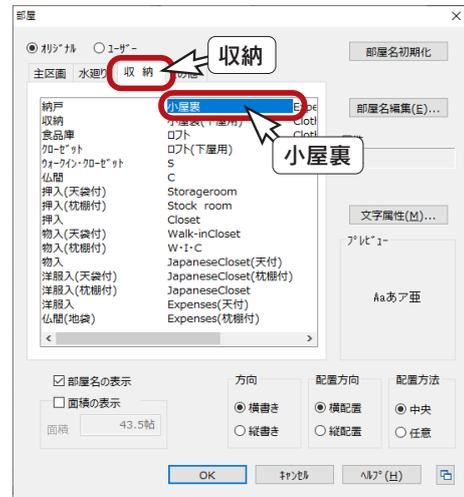 部屋
オリジナル ユーザー
収納
部屋名初期化
主区画 水廻り 収 納
納戸 小屋裏
収納 小屋裏(下屋用)
食品庫 ロフト
クローゼット ロフト(下屋用)
ウォークイン・クローゼット S
仏間 C
押入(天袋付) Storageroom
押入(枕棚付) Stock room
押入 Closet
物入(天袋付) Walk-inCloset
物入(枕棚付) W・I・C
物入 JapaneseCloset(天付)
洋服入(天袋付) JapaneseCloset(枕棚付)
洋服入(枕棚付) JapaneseCloset
洋服入 Expenses(天付)
仏間(地袋) Expenses(枕棚付)
小屋裏
部屋名編集(E)...
文字属性(M)...
プレビュー
Aaあア亜
部屋名の表示
面積の表示
面積 43.5帖
方向
横書き
縦書き
配置方向
横配置
縦配置
配置方法
中央
任意
OK キャンセル ヘルプ(H)